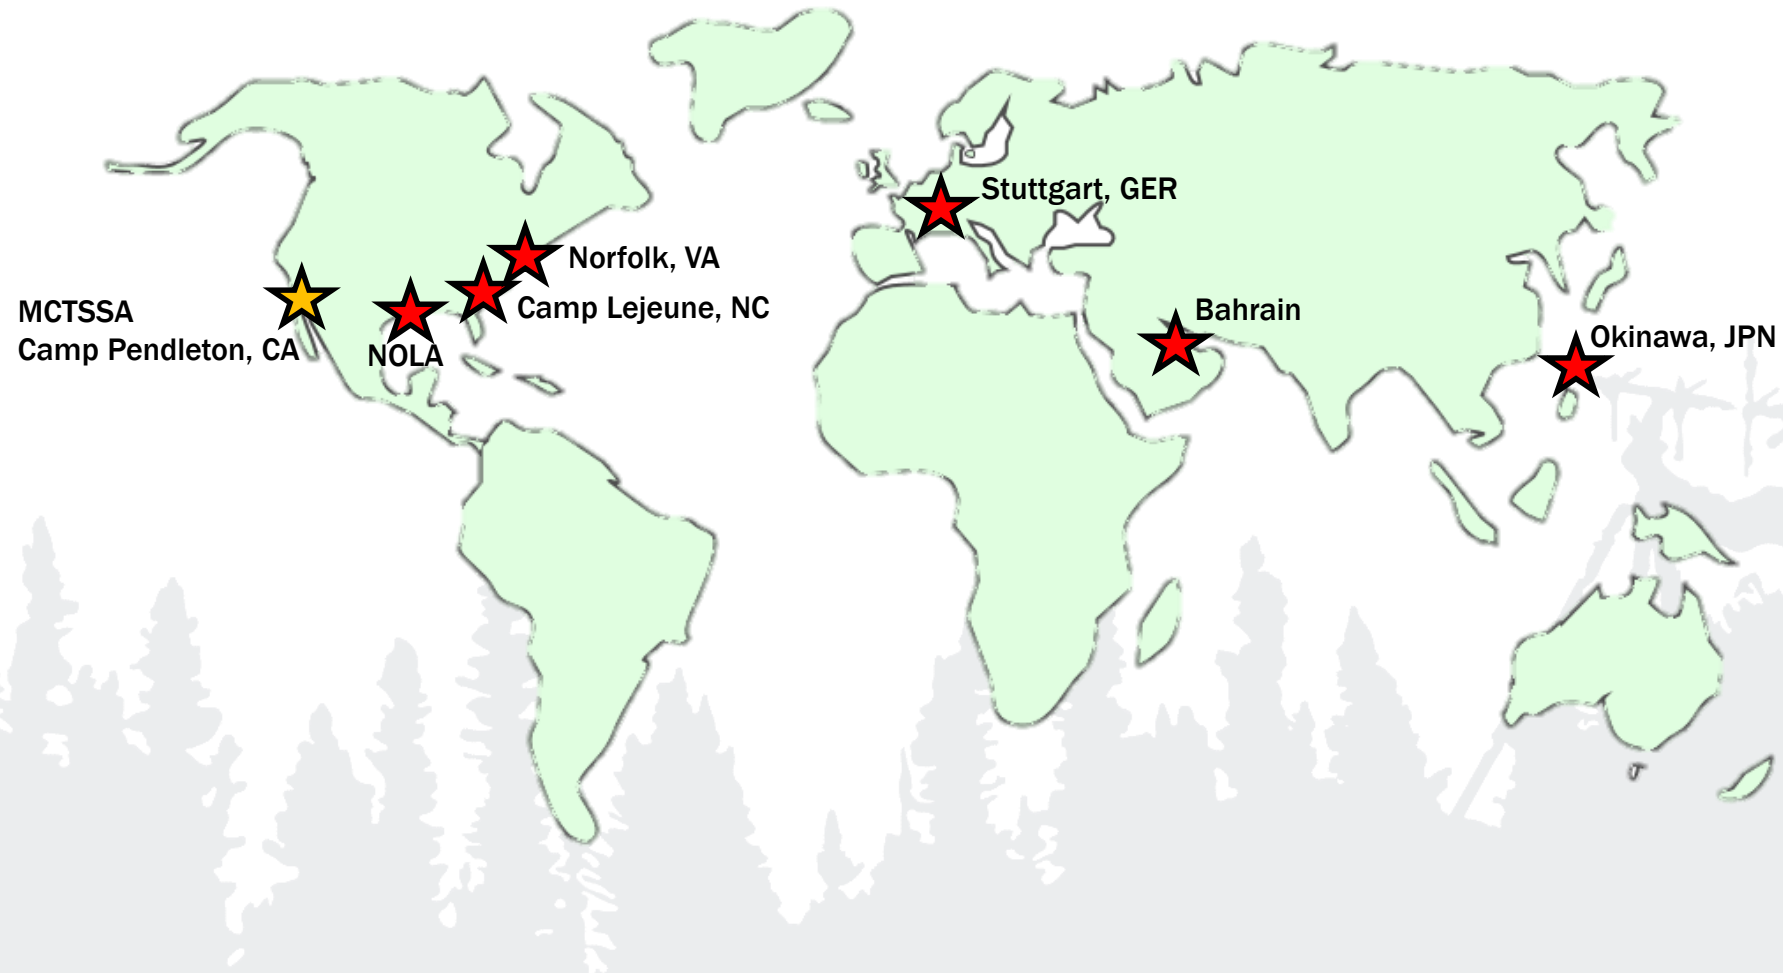 Stuttgart, GER
Norfolk, VA
MCTSSA
Camp Pendleton, CA
NOLA
Camp Lejeune, NC
Bahrain
Okinawa, JPN